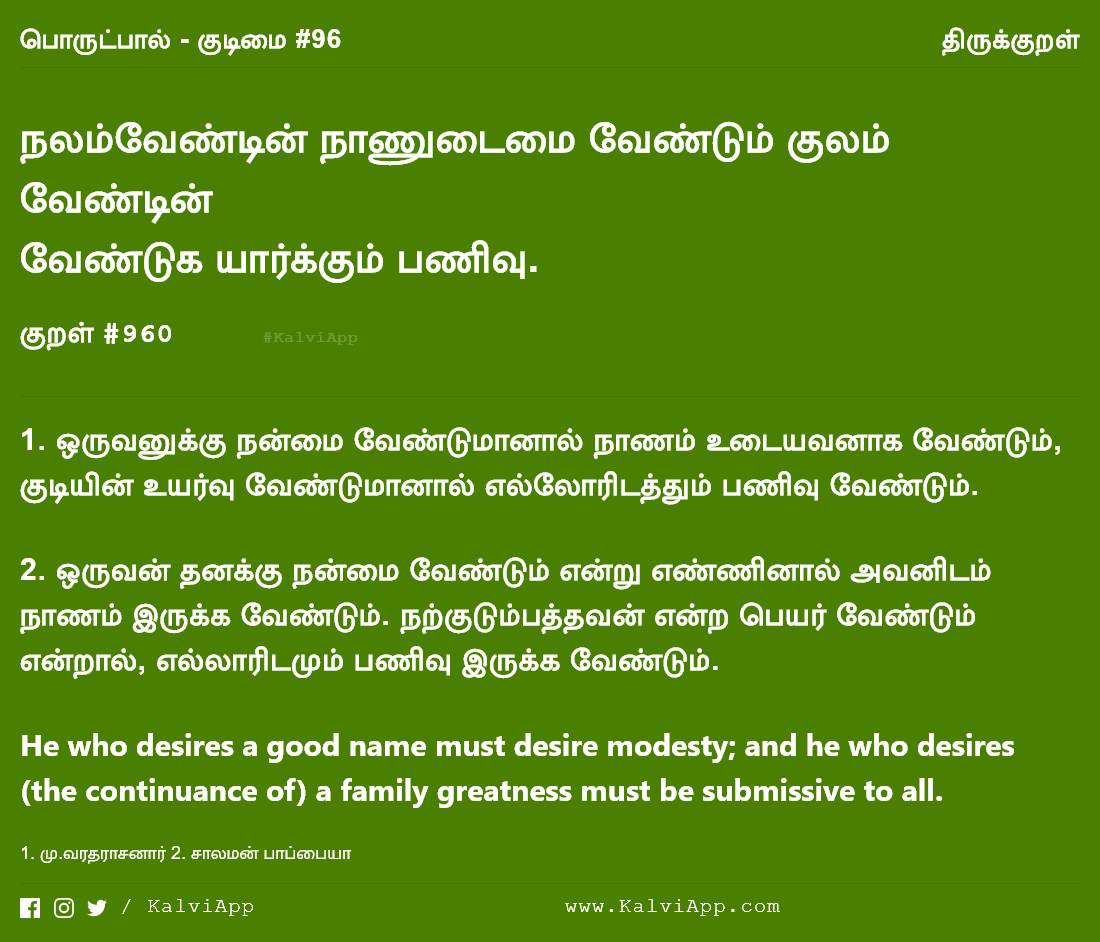 பொருட்பால் - குடிமை #96
திருக்குறள்
நலம்வேண்டின் நாணுடைமை வேண்டும் குலம்
வேண்டின்
வேண்டுக யார்க்கும் பணிவு.
குறள் #960
#KalviApp
1. ஒருவனுக்கு நன்மை வேண்டுமானால் நாணம் உடையவனாக வேண்டும்,
குடியின் உயர்வு வேண்டுமானால் எல்லோரிடத்தும் பணிவு வேண்டும்.
2. ஒருவன் தனக்கு நன்மை வேண்டும் என்று எண்ணினால் அவனிடம்
நாணம் இருக்க வேண்டும். நற்குடும்பத்தவன் என்ற பெயர் வேண்டும்
என்றால், எல்லாரிடமும் பணிவு இருக்க வேண்டும்.
He who desires a good name must desire modesty; and he who desires
(the continuance of) a family greatness must be submissive to all.
1. மு.வரதராசனார் 2. சாலமன் பாப்பையா
/ KalviApp
www.KalviApp.com